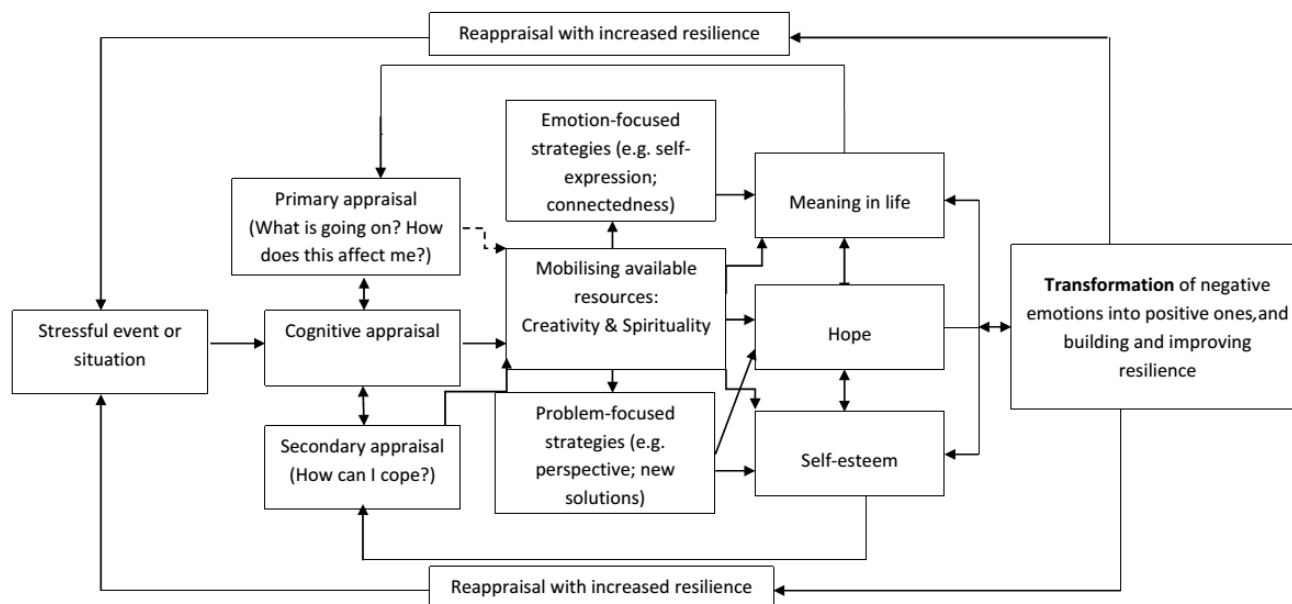 Reappraisal with increased resilience
Emotion-focused
strategies (e.g. self-
expression;
connectedness)
Primary appraisal
(What is going on? How
does this affect me?)
Meaning in life
Mobilising available
resources:
Creativity & Spirituality
Transformation of negative
emotions into positive ones,and
building and improving
resilience
Stressful event or
situation
Cognitive appraisal
Hope
Problem-focused
strategies (e.g.
perspective; new
solutions)
Secondary appraisal
(How can I cope?)
Self-esteem
Reappraisal with increased resilience